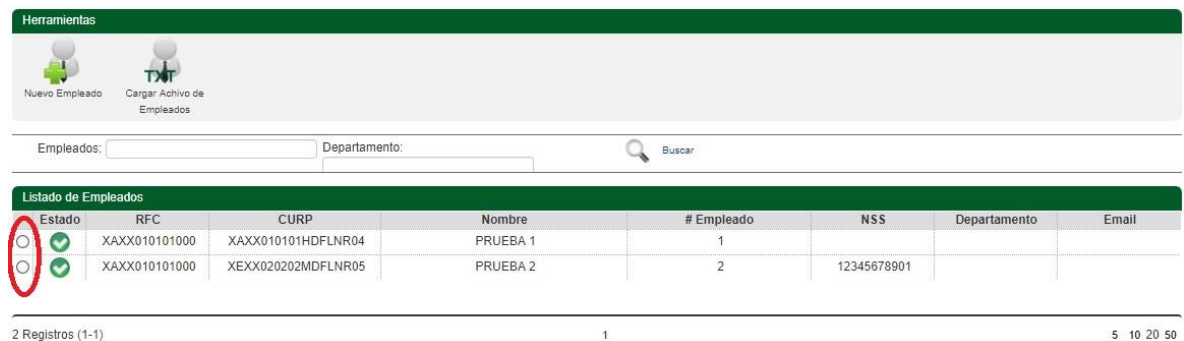 Herramientas
TXT
Nuevo Empleado Cargar Achivo de
Empleados
Empleados: Departamento: Buscar
Listado de Empleados
Estado RFC CURP Nombre # Empleado NSS Departamento Email
XAXX010101000 XAXX010101HDFLNR04 PRUEBA 1 1
XAXX010101000 XEXX020202MDFLNR05 PRUEBA 2 2 12345678901
2 Registros (1-1) 1 5 10 20 50